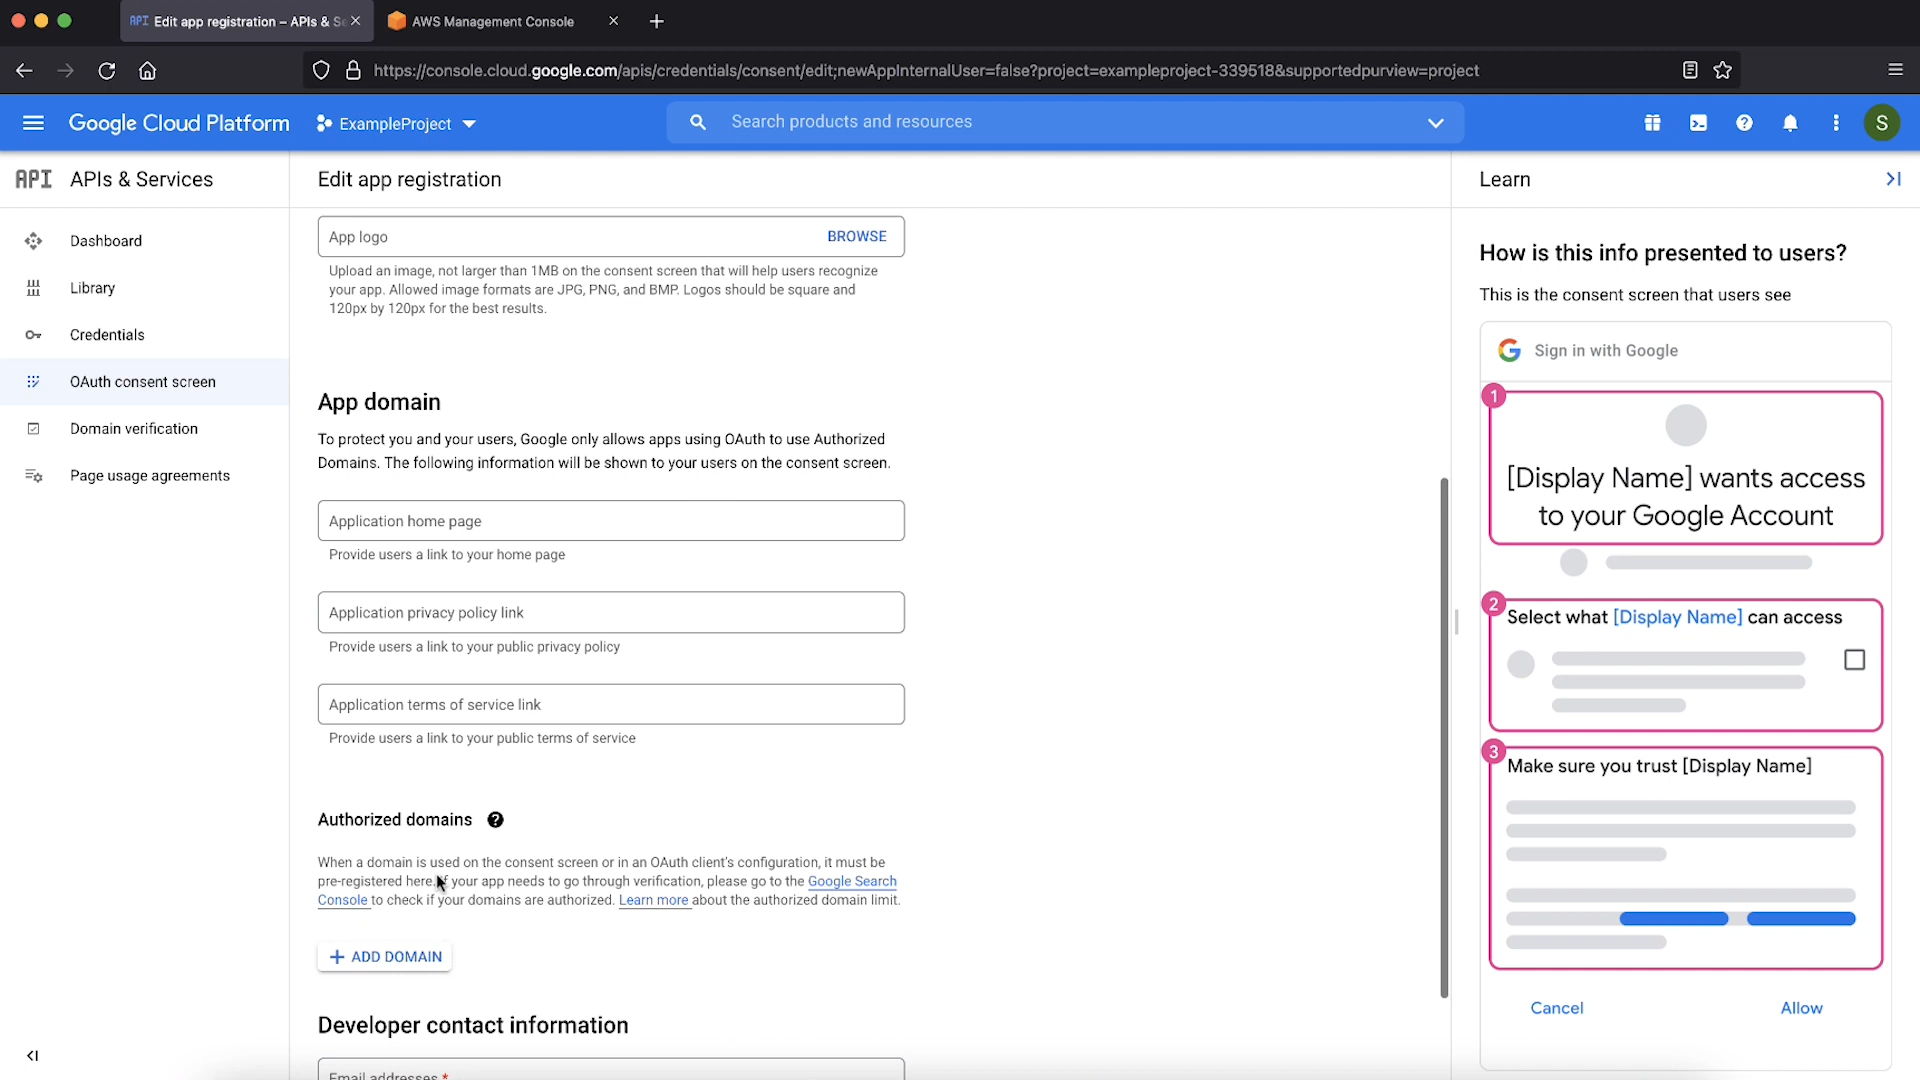 API Edit app registration – APIs & Se
AWS Management Console
https://console.cloud.google.com/apis/credentials/consent/edit;newAppInternalUser=false?project=exampleproject-339518&supportedpurview=project
Google Cloud Platform
ExampleProject
Search products and resources
S
API APIs & Services
Edit app registration
Learn
Dashboard
Library
Credentials
OAuth consent screen
Domain verification
Page usage agreements
App logo
BROWSE
Upload an image, not larger than 1MB on the consent screen that will help users recognize
your app. Allowed image formats are JPG, PNG, and BMP. Logos should be square and
120px by 120px for the best results.
App domain
To protect you and your users, Google only allows apps using OAuth to use Authorized
Domains. The following information will be shown to your users on the consent screen.
Application home page
Provide users a link to your home page
Application privacy policy link
Provide users a link to your public privacy policy
Application terms of service link
Provide users a link to your public terms of service
Authorized domains ?
When a domain is used on the consent screen or in an OAuth client's configuration, it must be
pre-registered here. If your app needs to go through verification, please go to the Google Search
Console to check if your domains are authorized. Learn more about the authorized domain limit.
+ ADD DOMAIN
Developer contact information
Email addresses *
How is this info presented to users?
This is the consent screen that users see
G Sign in with Google
1
[Display Name] wants access
to your Google Account
2
Select what [Display Name] can access
3
Make sure you trust [Display Name]
Cancel
Allow